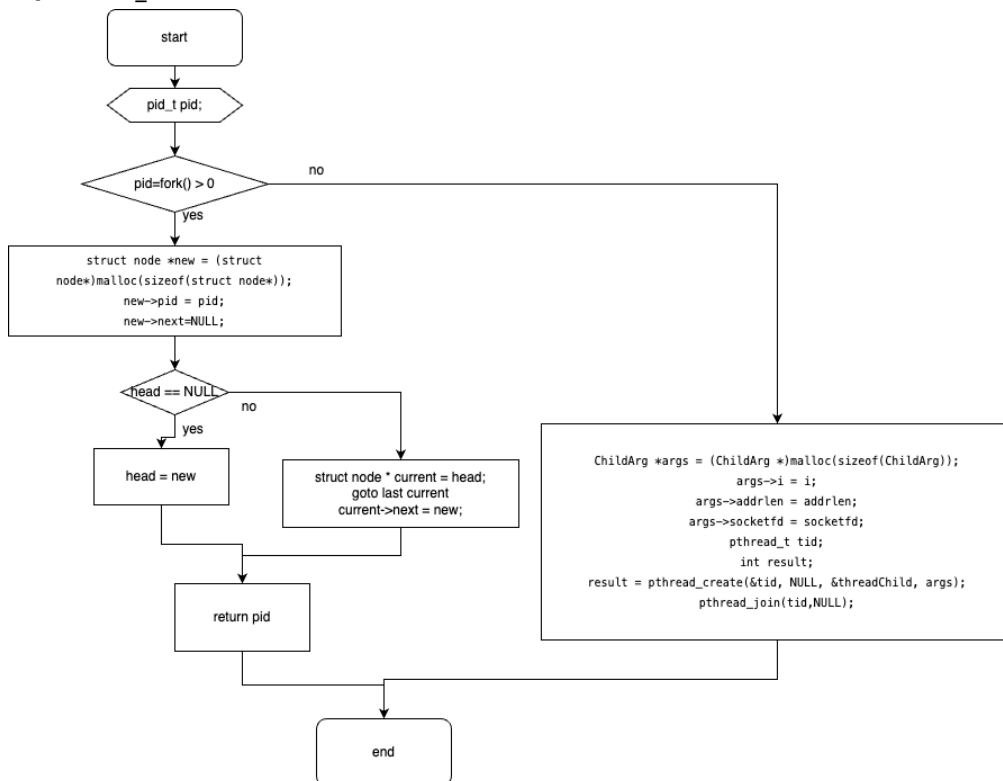 start
pid_t pid;
pid=fork() > 0
no
yes
struct node *new = (struct
node*)malloc(sizeof(struct node*));
new->pid = pid;
new->next=NULL;
head == NULL
no
yes
head = new
struct node * current = head;
goto last current
current->next = new;
ChildArg *args = (ChildArg *)malloc(sizeof(ChildArg));
args->i = i;
args->addrlen = addrlen;
args->socketfd = socketfd;
pthread_t tid;
int result;
result = pthread_create(&tid, NULL, &threadChild, args);
pthread_join(tid,NULL);
return pid
end